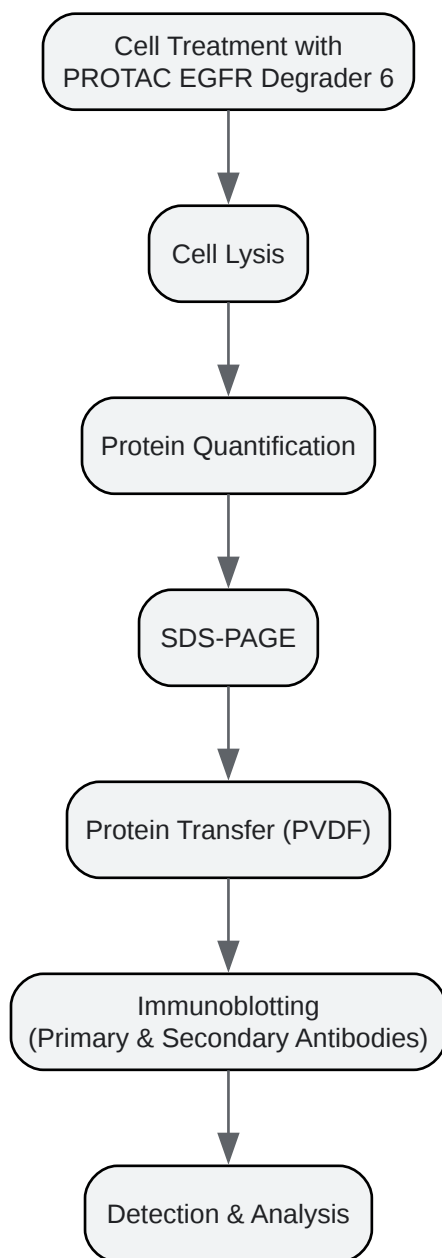 Cell Treatment with
PROTAC EGFR Degrader 6
Cell Lysis
Protein Quantification
SDS-PAGE
Protein Transfer (PVDF)
Immunoblotting
(Primary & Secondary Antibodies)
Detection & Analysis